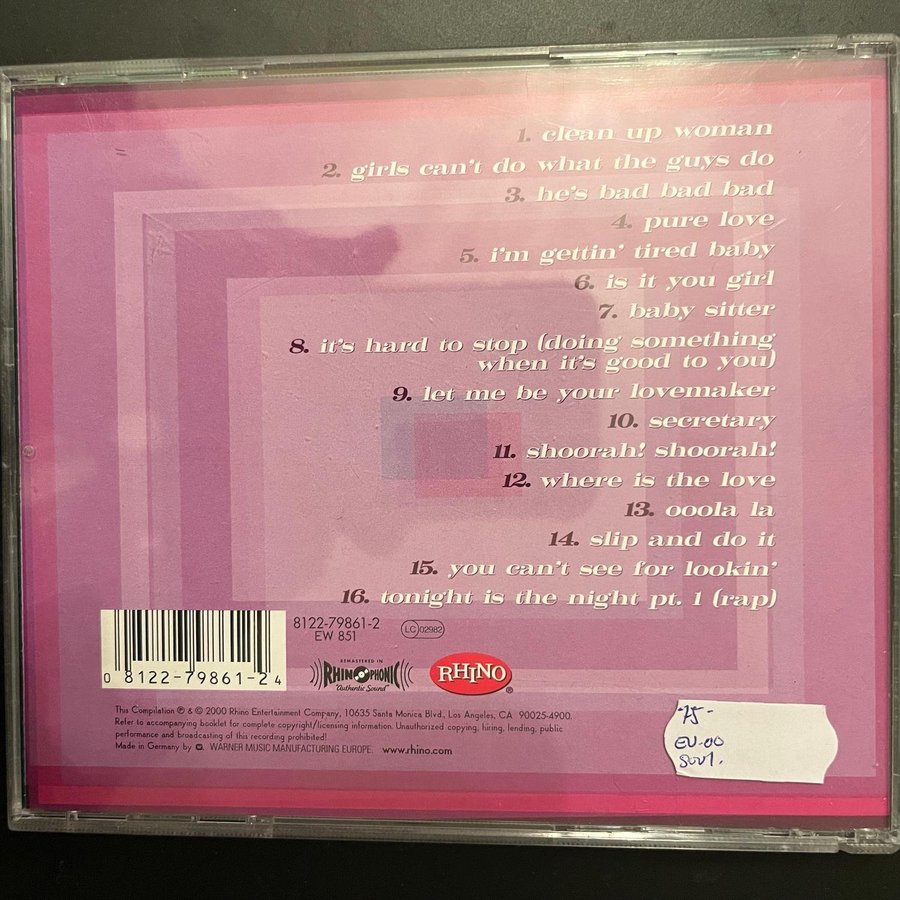 1. clean up woman
2. girls can't do what the guys do
3. he's bad bad bad
4. pure love
5. i'm gettin' tired baby
6. is it you girl
7. baby sitter
8. it's hard to stop (doing something
when it's good to you)
9. let me be your lovemaker
10. secretary
11. shoorah! shoorah!
12. where is the love
13. ooola la
14. slip and do it
15. you can't see for lookin'
16. tonight is the night pt. 1 (rap)
8122-79861-2
EW 851
LC 02982
0 8122-79861-2 4
REMASTERED IN
RHINOPHONIC
"Authentic Sound"
RHINO®
This Compilation ℗ & © 2000 Rhino Entertainment Company, 10635 Santa Monica Blvd., Los Angeles, CA 90025-4900.
Refer to accompanying booklet for complete copyright/licensing information. Unauthorized copying, hiring, lending, public
performance and broadcasting of this recording prohibited!
Made in Germany by WARNER MUSIC MANUFACTURING EUROPE. www.rhino.com
-75-
EU-00
SOUL.